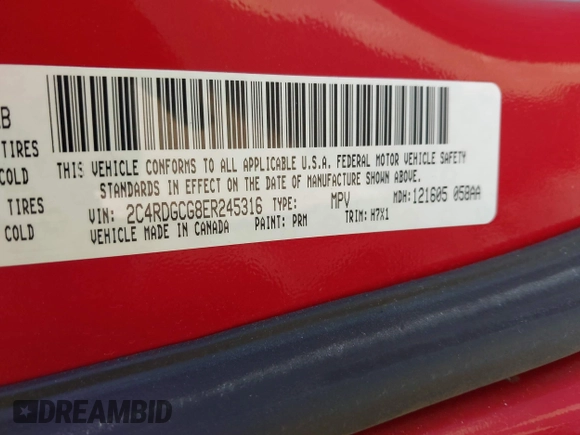 B
TIRES
COLD
TIRES
COLD
THIS VEHICLE CONFORMS TO ALL APPLICABLE U.S.A. FEDERAL MOTOR VEHICLE SAFETY
STANDARDS IN EFFECT ON THE DATE OF MANUFACTURE SHOWN ABOVE.
VIN: 2C4RDGCG8ER245316 TYPE: MPV MDH: 121605 058AA
VEHICLE MADE IN CANADA PAINT: PRM TRIM: H7X1
DREAMBID